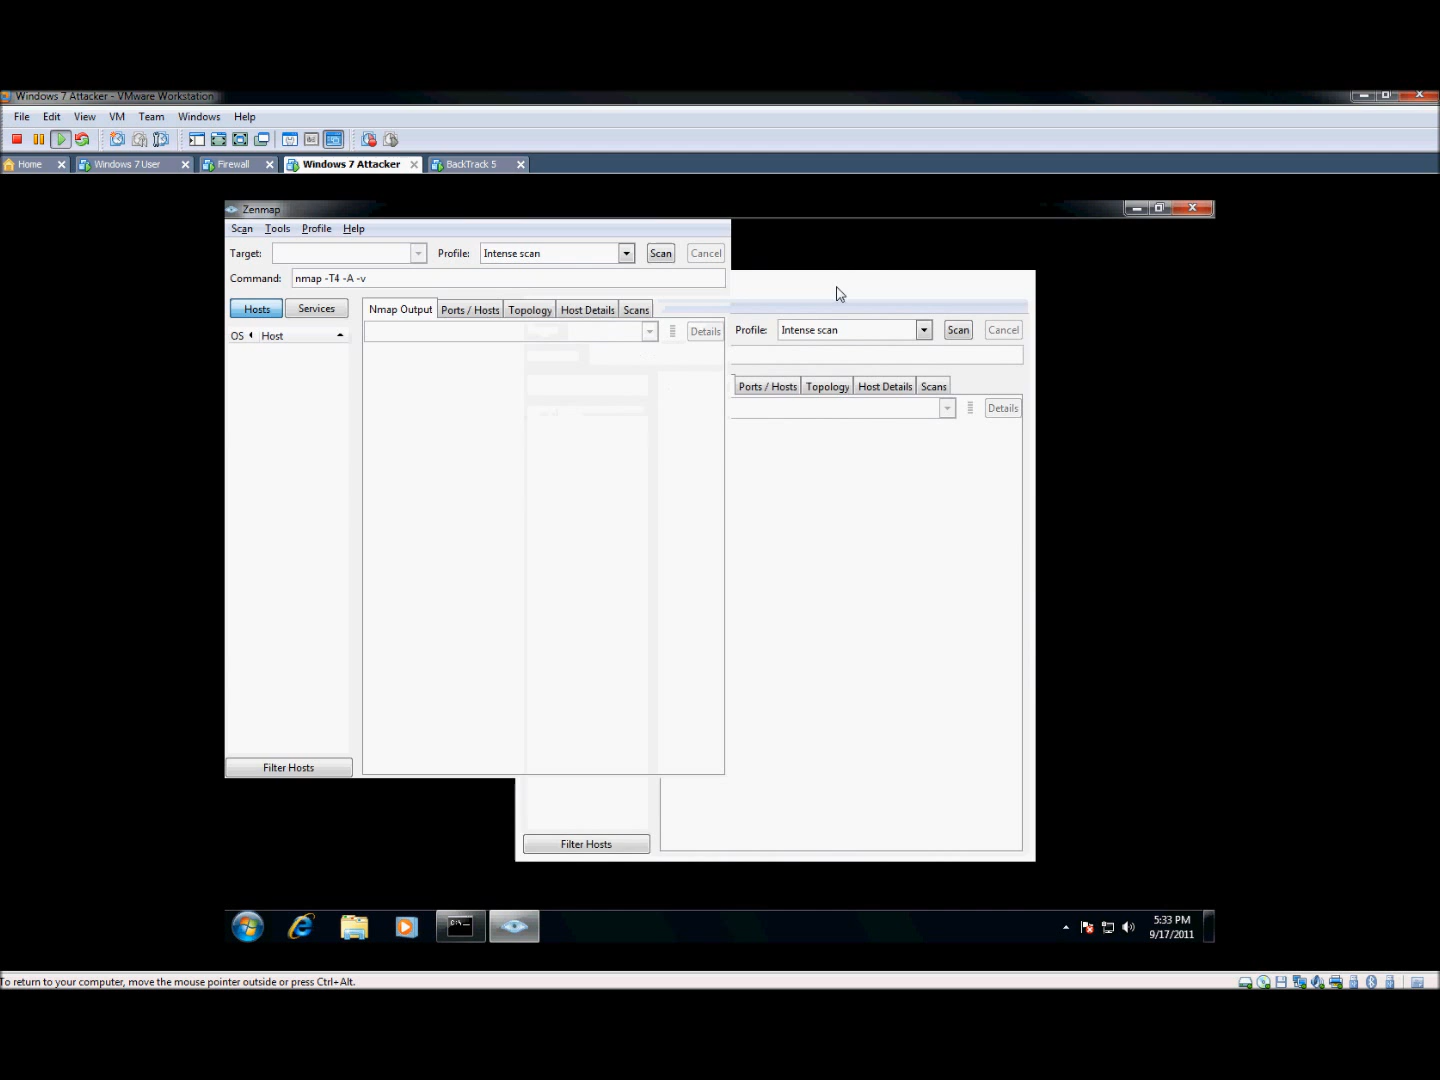 Windows 7 Attacker - VMware Workstation
File Edit View VM Team Windows Help
Home Windows 7 User Firewall Windows 7 Attacker BackTrack 5
Zenmap
Scan Tools Profile Help
Target: Profile: Intense scan Scan Cancel
Command: nmap -T4 -A -v
Hosts Services Nmap Output Ports / Hosts Topology Host Details Scans
OS Host Details
Profile: Intense scan Scan Cancel
Ports / Hosts Topology Host Details Scans
Details
Filter Hosts
Filter Hosts
C:\
5:33 PM
9/17/2011
To return to your computer, move the mouse pointer outside or press Ctrl+Alt.